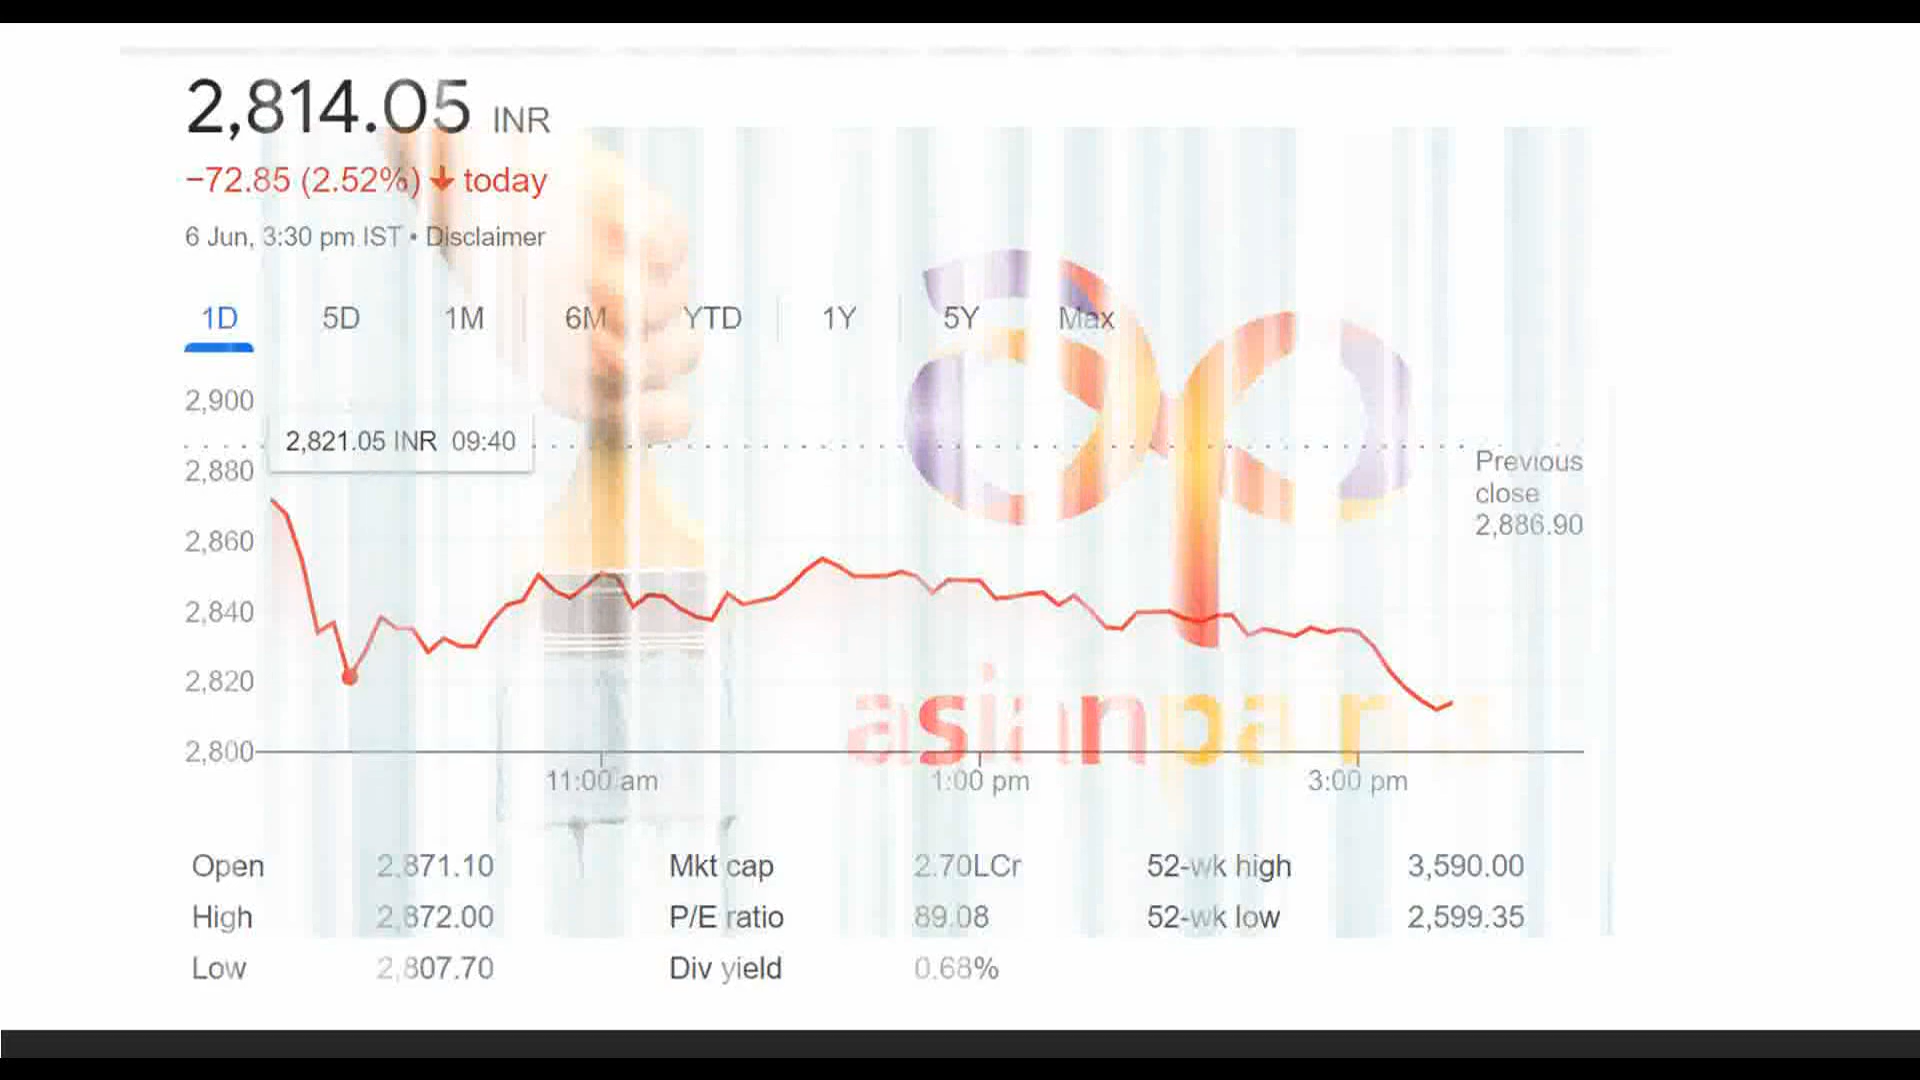 2,814.05 INR
−72.85 (2.52%) ↓ today
6 Jun, 3:30 pm IST • Disclaimer
1D 5D 1M 6M YTD 1Y 5Y Max
2,900
2,821.05 INR 09:40
2,880
Previous
close
2,886.90
2,860
2,840
2,820
asianpa
2,800
11:00 am 1:00 pm 3:00 pm
Open 2,871.10 Mkt cap 2.70LCr 52-wk high 3,590.00
High 2,872.00 P/E ratio 89.08 52-wk low 2,599.35
Low 2,807.70 Div yield 0.68%